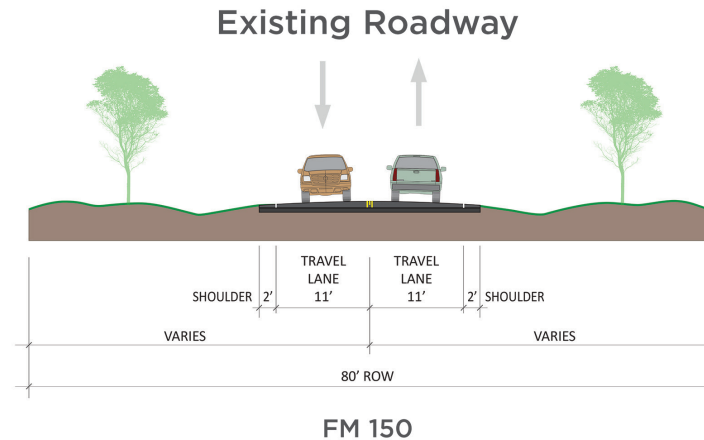 Existing Roadway
TRAVEL LANE 11'
TRAVEL LANE 11'
SHOULDER 2'
2' SHOULDER
VARIES
VARIES
80' ROW
FM 150